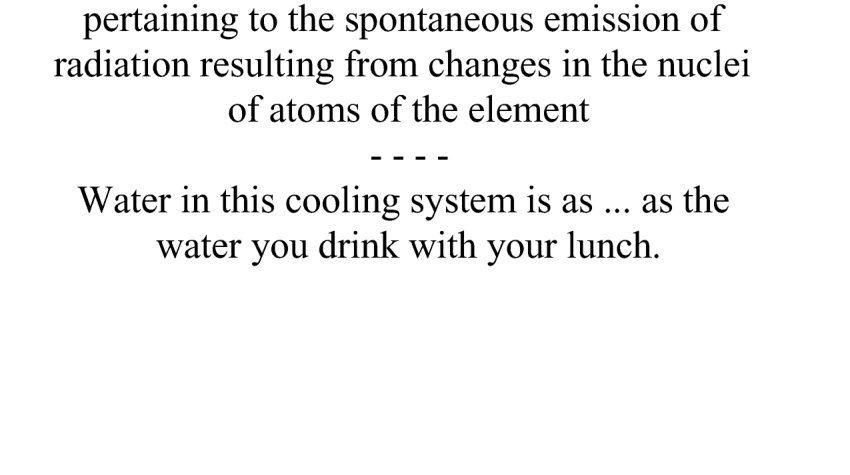 pertaining to the spontaneous emission of
radiation resulting from changes in the nuclei
of atoms of the element
- - - -
Water in this cooling system is as ... as the
water you drink with your lunch.